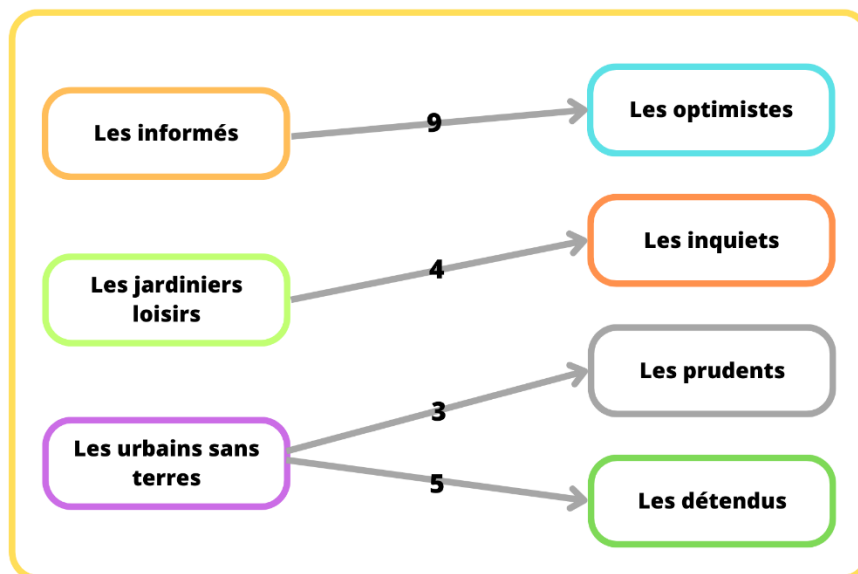 Les informés
9
Les optimistes
Les jardiniers
loisirs
4
Les inquiets
Les urbains sans
terres
3
Les prudents
5
Les détendus